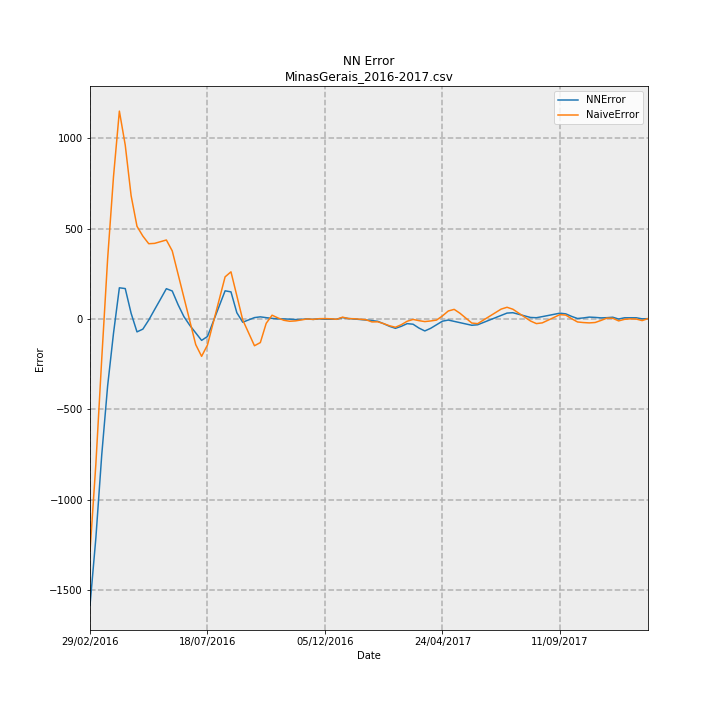 NN Error
MinasGerais_2016-2017.csv
NNError
NaiveError
1000
500
0
−500
−1000
−1500
Error
29/02/2016
18/07/2016
05/12/2016
24/04/2017
11/09/2017
Date